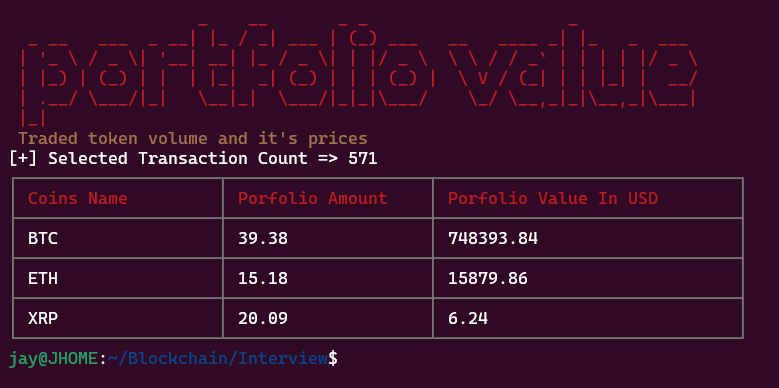 portfolio value
Traded token volume and it's prices
[+] Selected Transaction Count => 571
Coins Name Porfolio Amount Porfolio Value In USD
BTC 39.38 748393.84
ETH 15.18 15879.86
XRP 20.09 6.24
jay@JHOME:~/Blockchain/Interview$